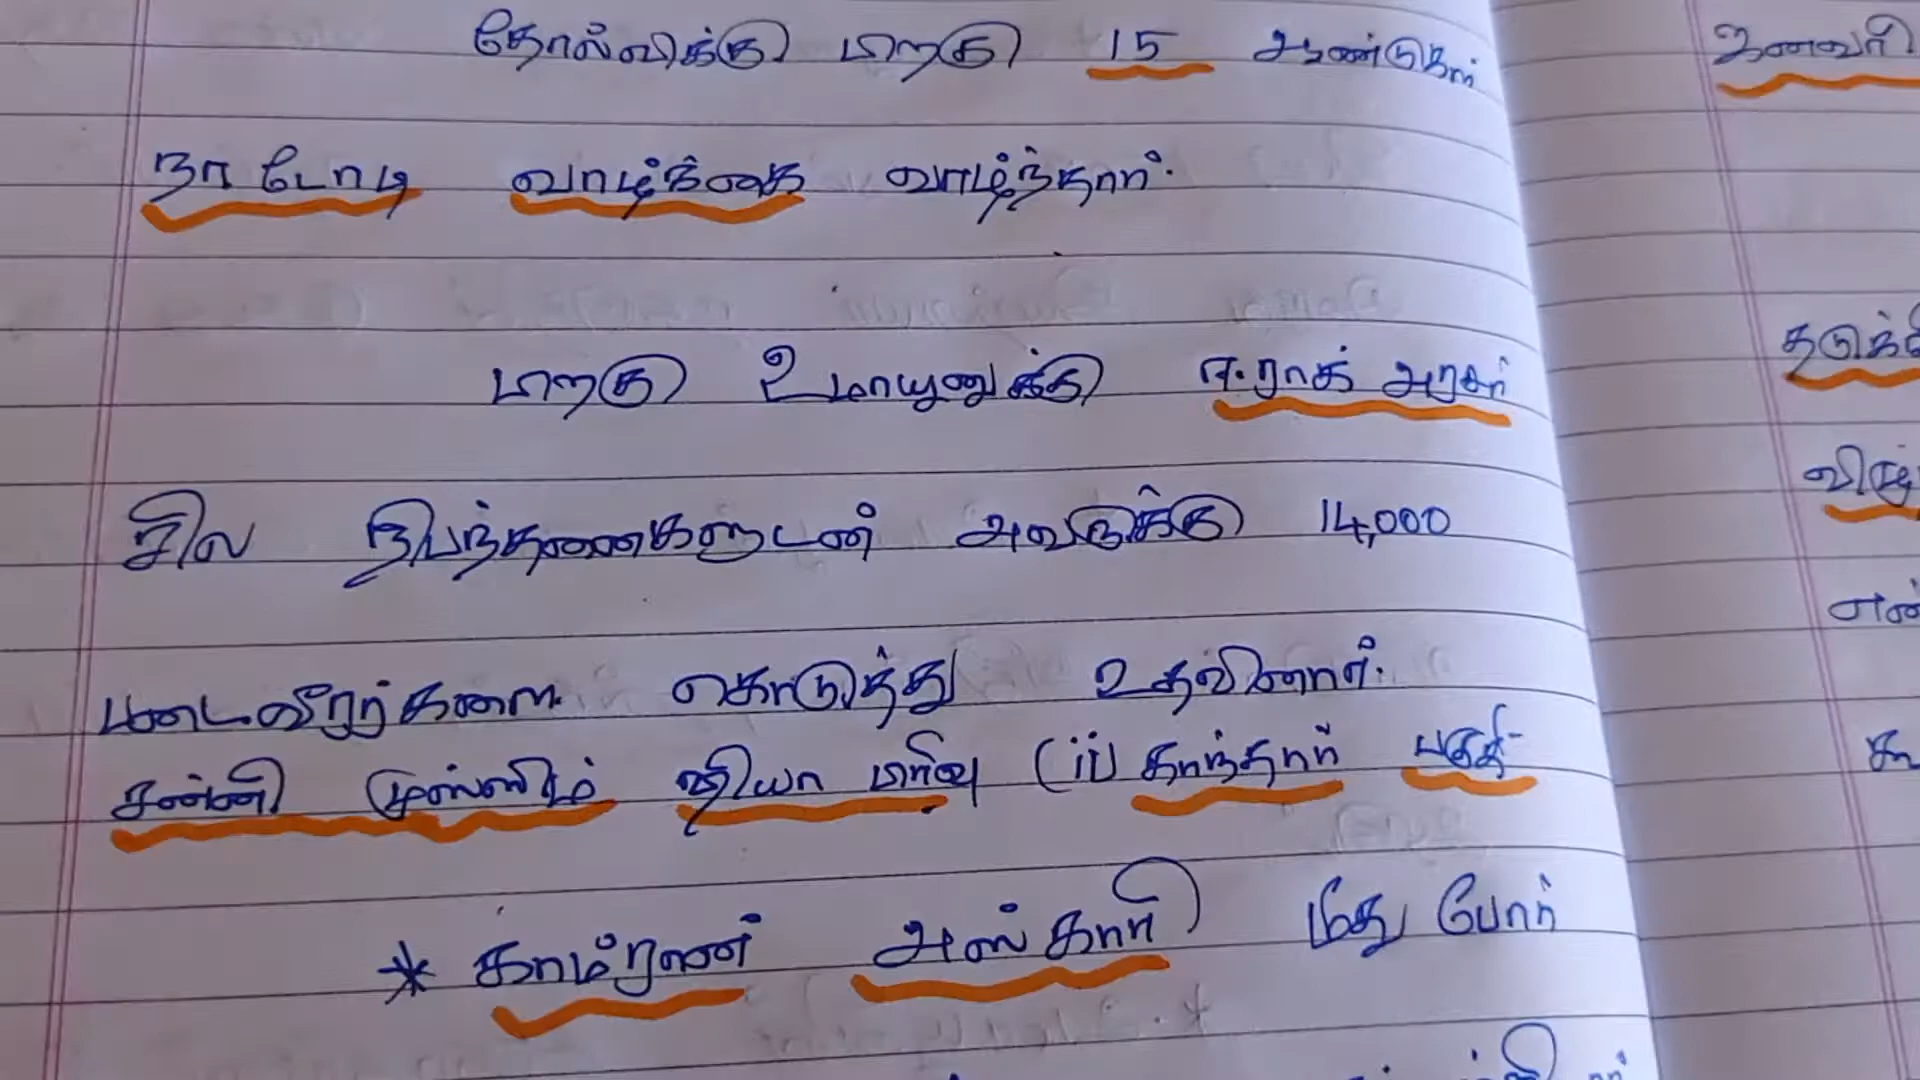 தோல்விக்கு பிறகு 15 ஆண்டுகள்
நாடோடி வாழ்க்கை வாழ்ந்தார்.
பிறகு உமாயுனுக்கு ஈராக் அரசர்
சில நிபந்தனைகளுடன் அவருக்கு 14,000
படைவீரர்களை கொடுத்து உதவினார்.
சன்னி முஸ்லிம் ஷியா பிரிவு (ii) காந்தார் பகுதி-
* காம்ரான் அஸ்காரி மீது போர்
ஜனவரி